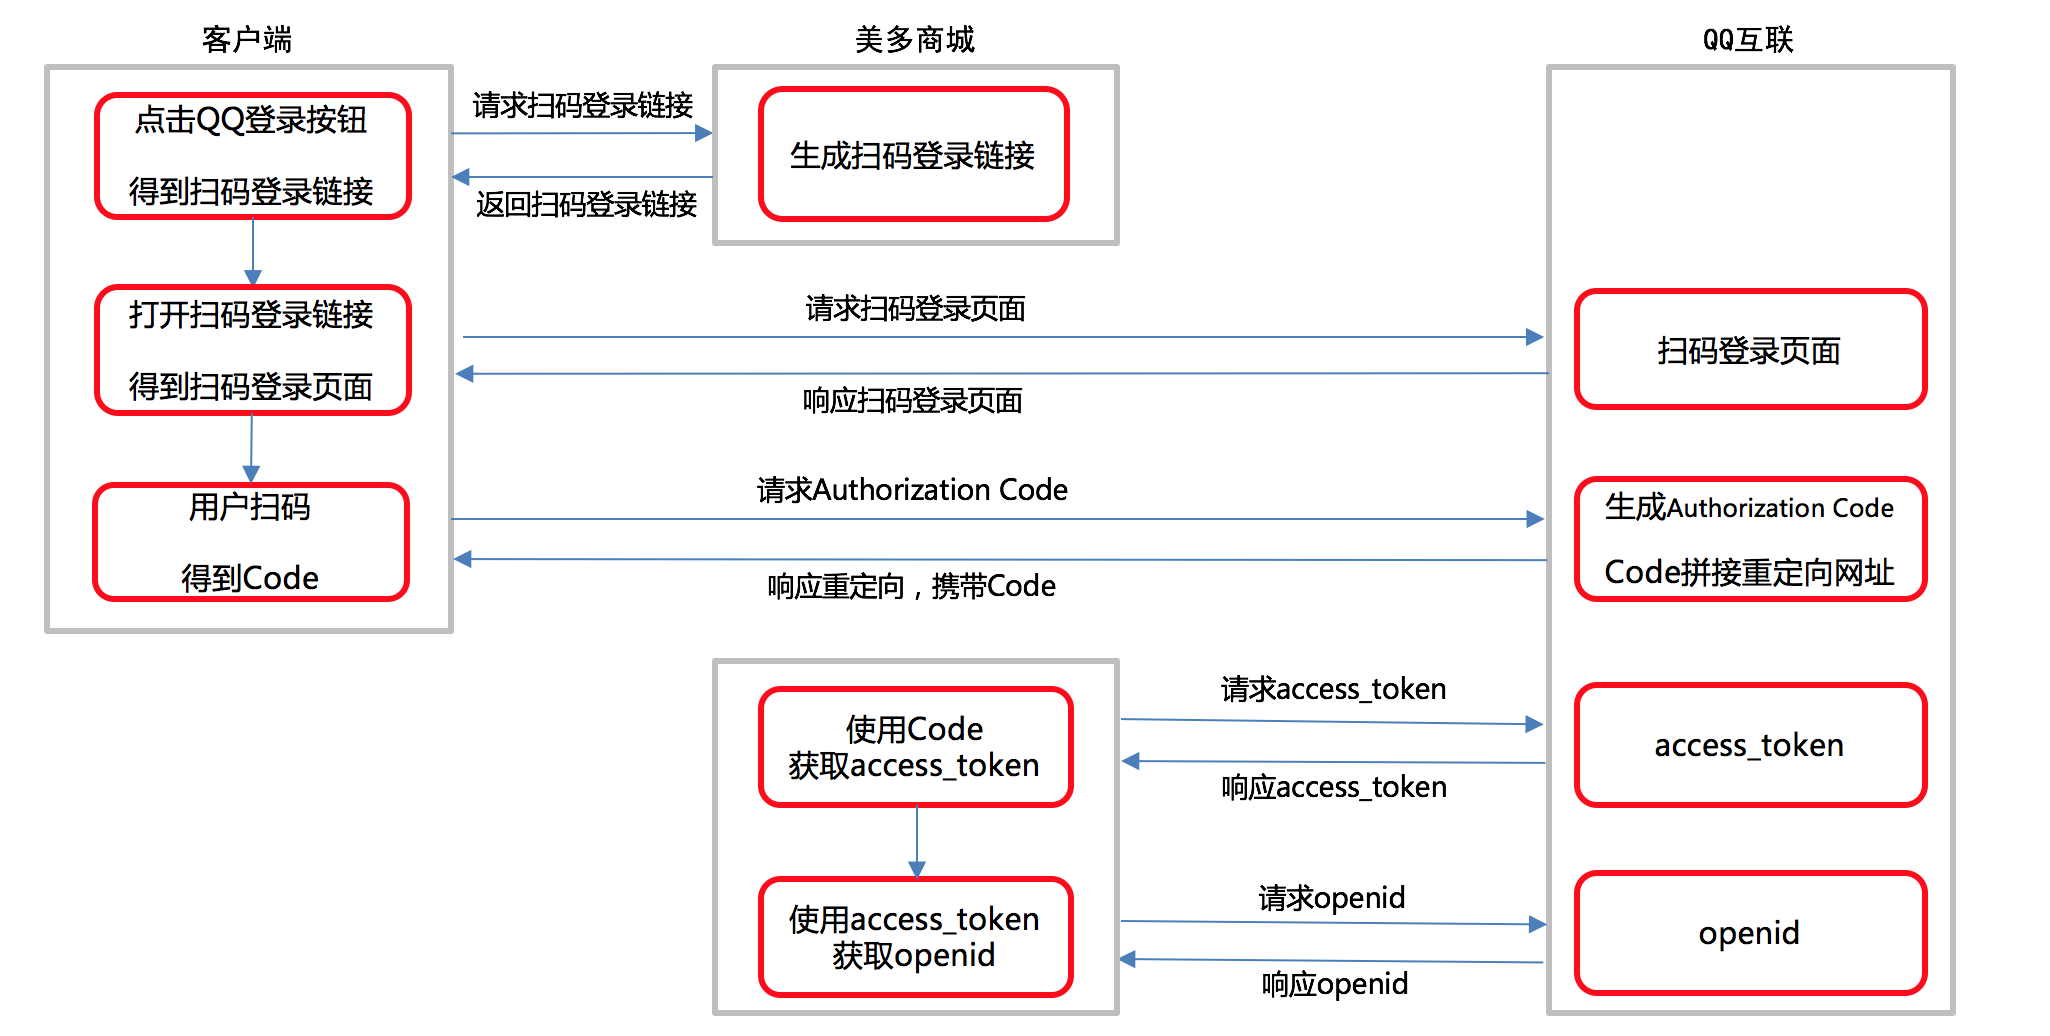 客户端
美多商城
QQ互联
点击QQ登录按钮
得到扫码登录链接
请求扫码登录链接
返回扫码登录链接
生成扫码登录链接
打开扫码登录链接
得到扫码登录页面
请求扫码登录页面
响应扫码登录页面
扫码登录页面
用户扫码
得到Code
请求Authorization Code
响应重定向，携带Code
生成Authorization Code
Code拼接重定向网址
使用Code
获取access_token
请求access_token
响应access_token
access_token
使用access_token
获取openid
请求openid
响应openid
openid